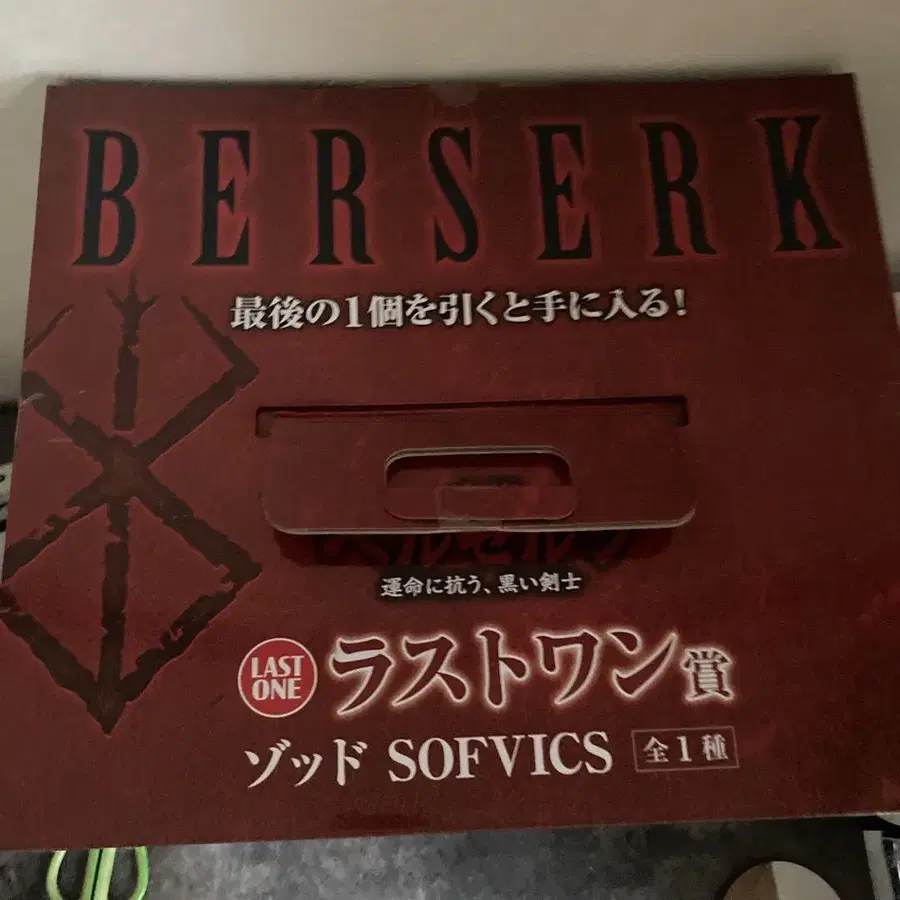 BERSERK
最後の1個を引くと手に入る!
運命に抗う、黒い剣士
LAST ONE
ラストワン賞
ゾッド SOFVICS 全1種